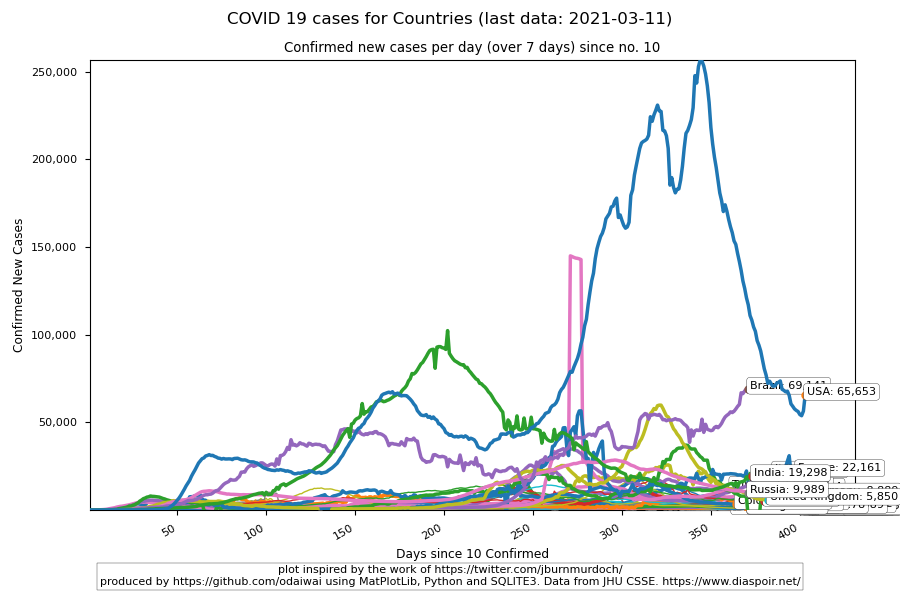 COVID 19 cases for Countries (last data: 2021-03-11)
Confirmed new cases per day (over 7 days) since no. 10
250,000
200,000
150,000
100,000
50,000
Confirmed New Cases
USA: 65,653
22,161
India: 19,298
Russia: 9,989
5,850
50
100
150
200
250
300
350
400
Days since 10 Confirmed
plot inspired by the work of https://twitter.com/jburnmurdoch/
produced by https://github.com/odaiwai using MatPlotLib, Python and SQLITE3. Data from JHU CSSE. https://www.diaspoir.net/